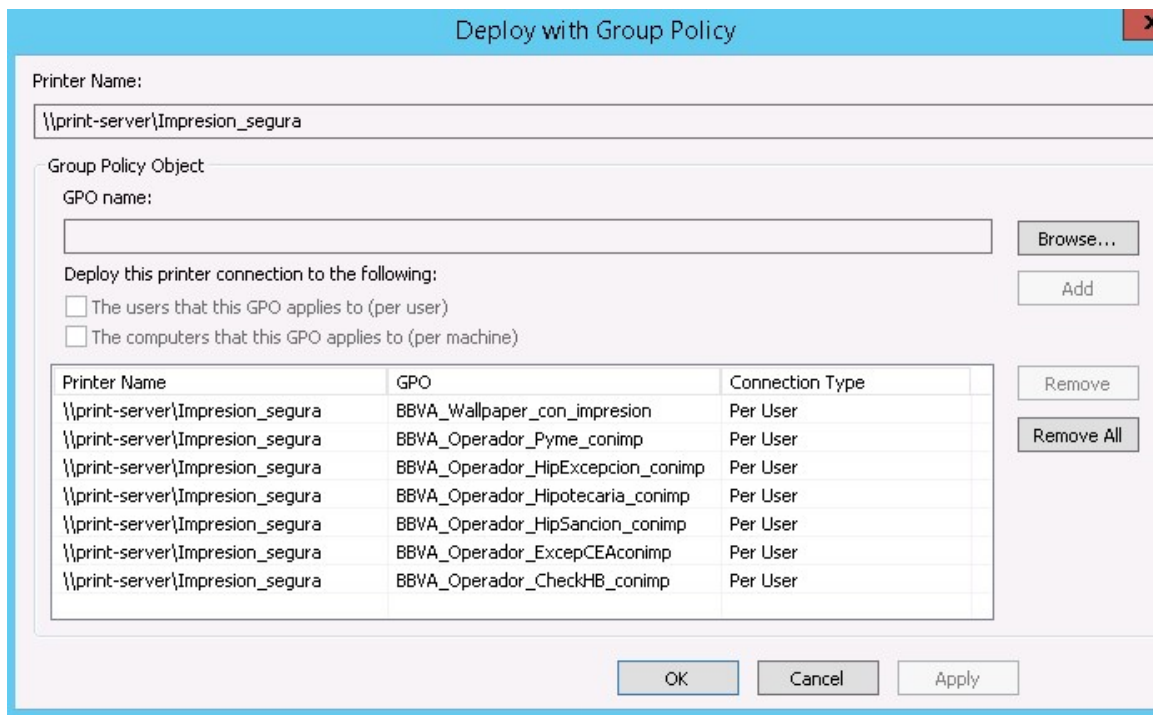 Deploy with Group Policy
Printer Name:
\\print-server\Impresion_segura
Group Policy Object
GPO name:
Browse...
Deploy this printer connection to the following:
Add
The users that this GPO applies to (per user)
The computers that this GPO applies to (per machine)
Printer Name GPO Connection Type
Remove
\\print-server\Impresion_segura BBVA_Wallpaper_con_impresion Per User
\\print-server\Impresion_segura BBVA_Operador_Pyme_conimp Per User
Remove All
\\print-server\Impresion_segura BBVA_Operador_HipExcepcion_conimp Per User
\\print-server\Impresion_segura BBVA_Operador_Hipotecaria_conimp Per User
\\print-server\Impresion_segura BBVA_Operador_HipSancion_conimp Per User
\\print-server\Impresion_segura BBVA_Operador_ExcepCEAconimp Per User
\\print-server\Impresion_segura BBVA_Operador_CheckHB_conimp Per User
OK Cancel Apply